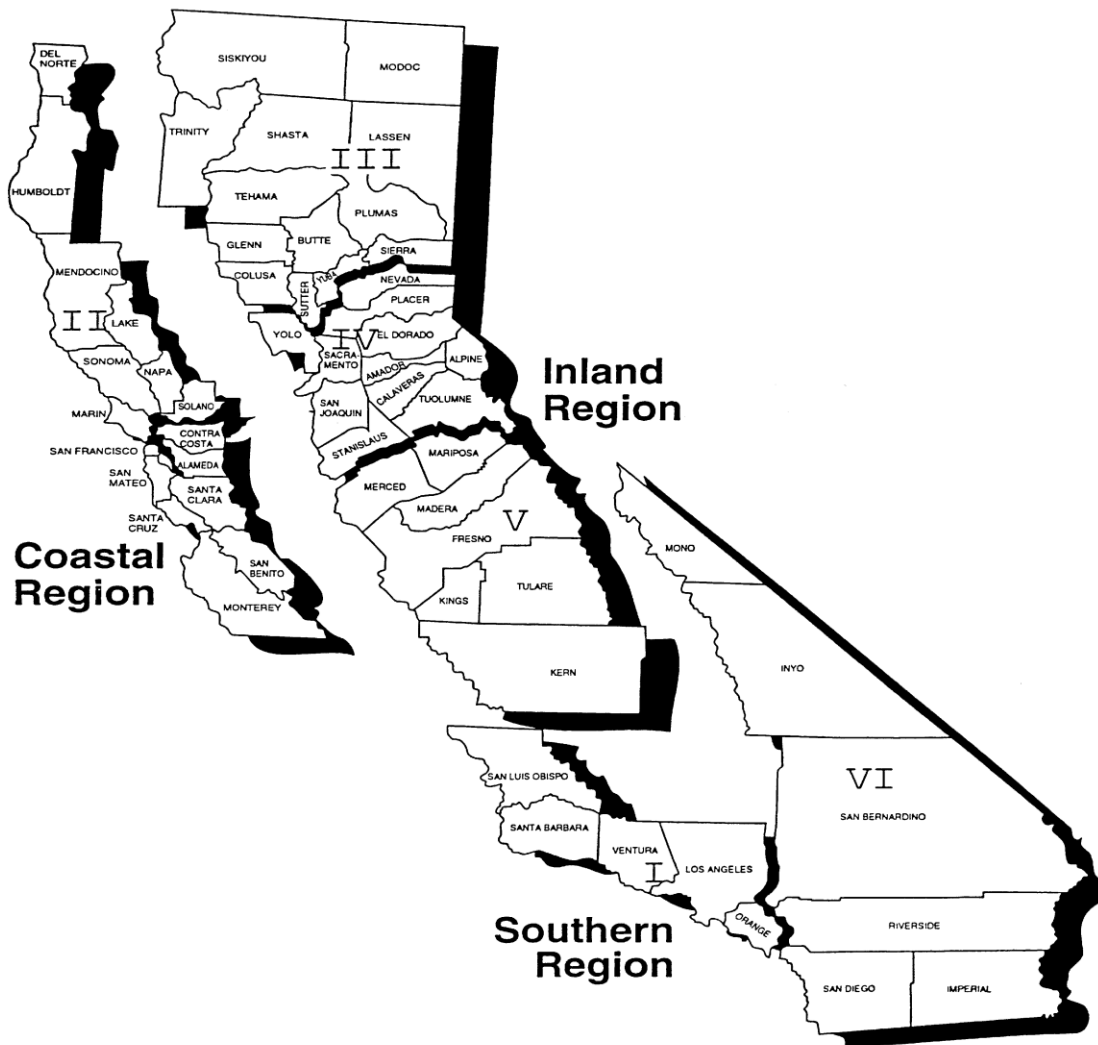 DEL
NORTE
SISKIYOU
MODOC
TRINITY
SHASTA
LASSEN
III
HUMBOLDT
TEHAMA
PLUMAS
GLENN
BUTTE
SIERRA
MENDOCINO
COLUSA
YUBA
NEVADA
SUTTER
PLACER
II
LAKE
YOLO
IV
EL DORADO
SONOMA
NAPA
SACRA-
MENTO
AMADOR
ALPINE
CALAVERAS
TUOLUMNE
Inland
Region
MARIN
SOLANO
SAN
JOAQUIN
CONTRA
COSTA
STANISLAUS
SAN FRANCISCO
ALAMEDA
MARIPOSA
SAN
MATEO
SANTA
CLARA
MERCED
MADERA
SANTA
CRUZ
V
FRESNO
Coastal
Region
SAN
BENITO
MONTEREY
KINGS
TULARE
MONO
KERN
INYO
SAN LUIS OBISPO
VI
SAN BERNARDINO
SANTA BARBARA
VENTURA
I
LOS ANGELES
ORANGE
RIVERSIDE
Southern
Region
SAN DIEGO
IMPERIAL